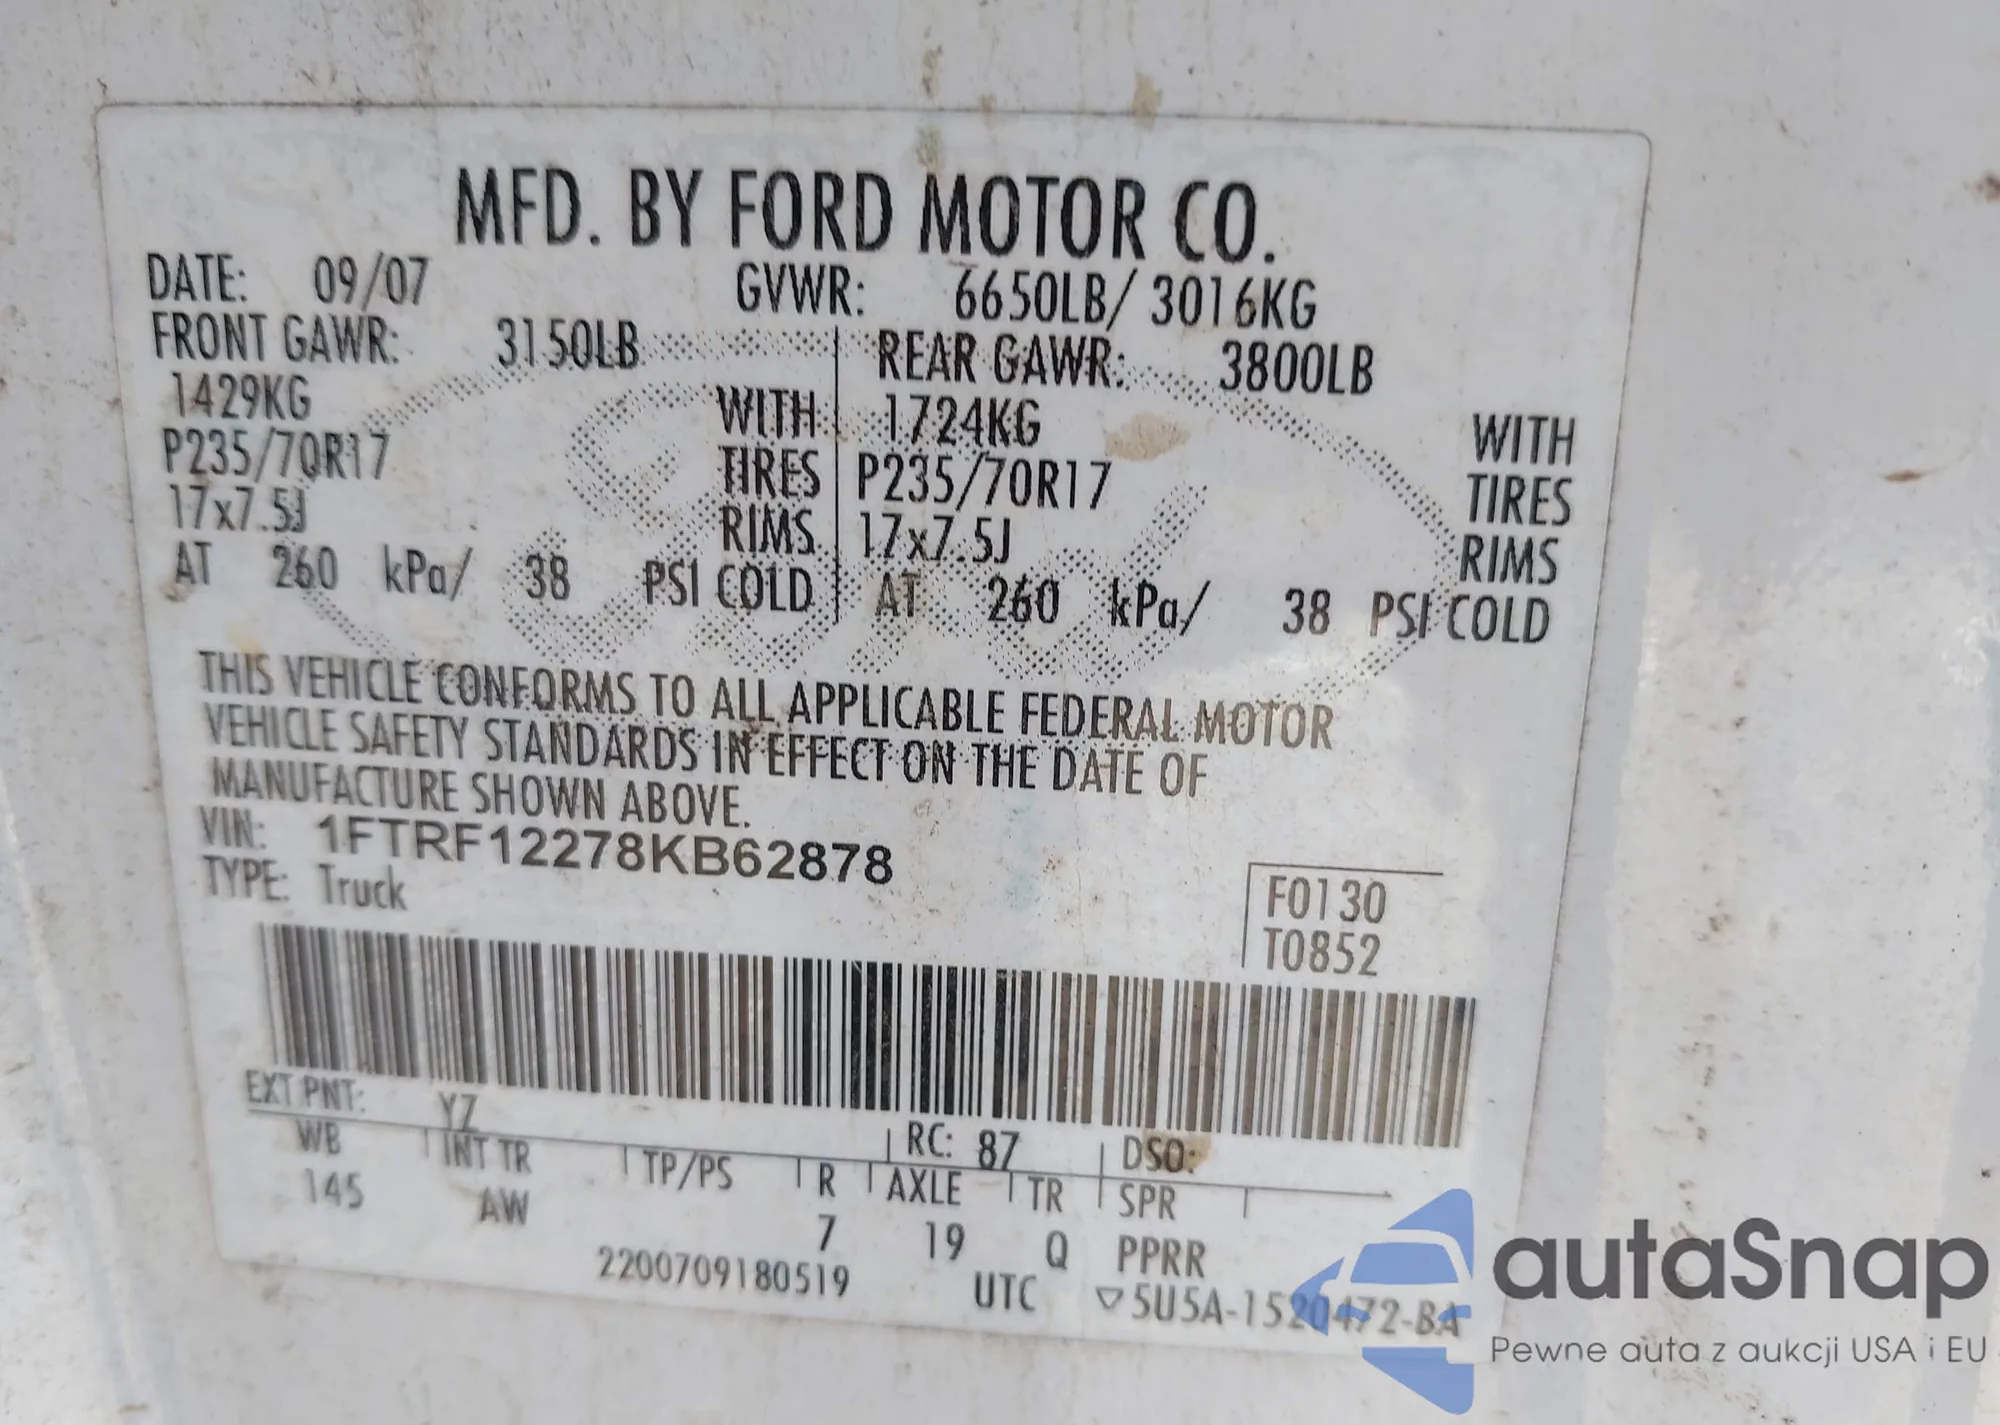 MFD. BY FORD MOTOR CO.
DATE: 09/07 GVWR: 6650LB/ 3016KG
FRONT GAWR: 3150LB REAR GAWR: 3800LB
1429KG WITH 1724KG WITH
P235/70R17 TIRES P235/70R17 TIRES
17x7.5J RIMS 17x7.5J RIMS
AT 260 kPa/ 38 PSI COLD AT 260 kPa/ 38 PSI COLD
THIS VEHICLE CONFORMS TO ALL APPLICABLE FEDERAL MOTOR
VEHICLE SAFETY STANDARDS IN EFFECT ON THE DATE OF
MANUFACTURE SHOWN ABOVE.
VIN: 1FTRF12278KB62878
TYPE: Truck
F0130
T0852
EXT PNT: YZ RC: 87 DSO:
WB INT TR TP/PS R AXLE TR SPR
145 AW 7 19 Q PPRR
2200709180519 UTC ▽5U5A-1520472-BA
autaSnap
Pewne auta z aukcji USA i EU